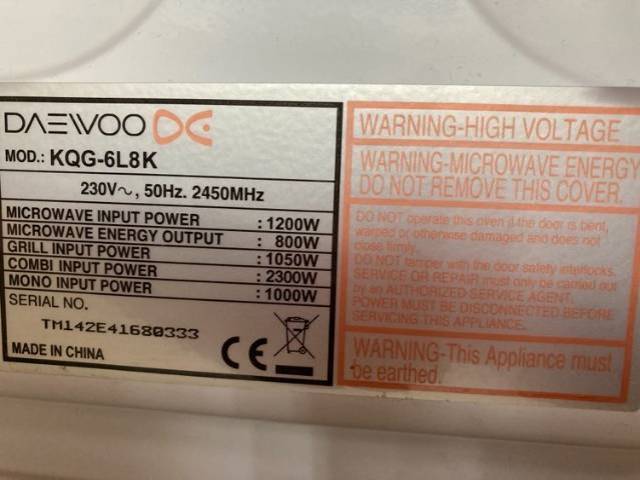 DAEWOO
MOD.: KQG-6L8K
230V~, 50Hz. 2450MHz
MICROWAVE INPUT POWER : 1200W
MICROWAVE ENERGY OUTPUT : 800W
GRILL INPUT POWER : 1050W
COMBI INPUT POWER : 2300W
MONO INPUT POWER : 1000W
SERIAL NO.
TM142E41680333
MADE IN CHINA
CE
WARNING-HIGH VOLTAGE
WARNING-MICROWAVE ENERGY
DO NOT REMOVE THIS COVER.
DO NOT operate this oven if the door is bent,
warped or otherwise damaged and does not
close firmly.
DO NOT tamper with the door safety interlocks.
SERVICE OR REPAIR must only be carried out
by an AUTHORIZED SERVICE AGENT.
POWER MUST BE DISCONNECTED BEFORE
SERVICING THIS APPLIANCE.
WARNING-This Appliance must
be earthed.